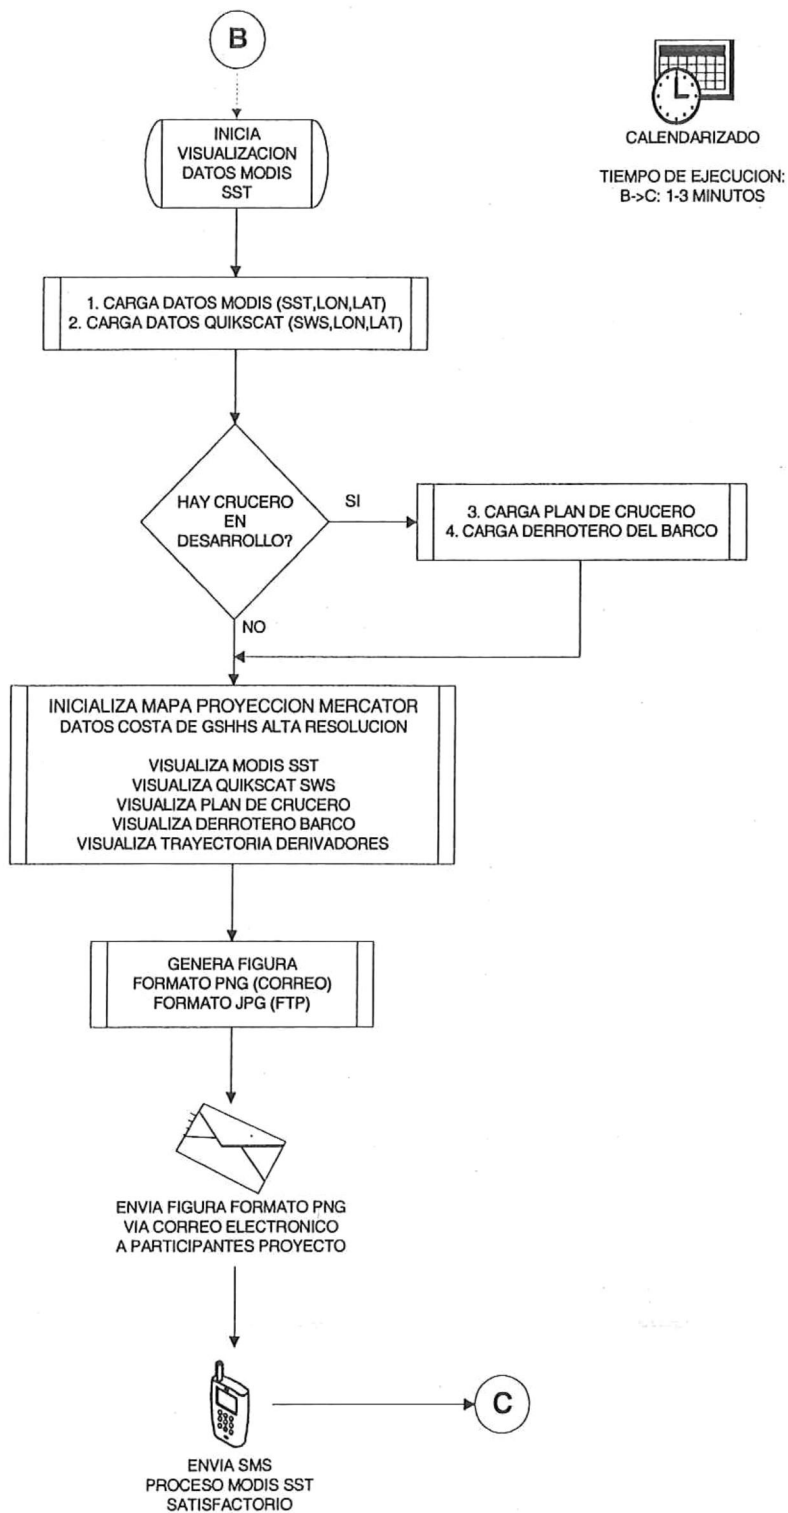 B
INICIA
VISUALIZACION
DATOS MODIS
SST
CALENDARIZADO
TIEMPO DE EJECUCION:
B->C: 1-3 MINUTOS
1. CARGA DATOS MODIS (SST,LON,LAT)
2. CARGA DATOS QUIKSCAT (SWS,LON,LAT)
HAY CRUCERO
EN
DESARROLLO?
SI
3. CARGA PLAN DE CRUCERO
4. CARGA DERROTERO DEL BARCO
NO
INICIALIZA MAPA PROYECCION MERCATOR
DATOS COSTA DE GSHHS ALTA RESOLUCION
VISUALIZA MODIS SST
VISUALIZA QUIKSCAT SWS
VISUALIZA PLAN DE CRUCERO
VISUALIZA DERROTERO BARCO
VISUALIZA TRAYECTORIA DERIVADORES
GENERA FIGURA
FORMATO PNG (CORREO)
FORMATO JPG (FTP)
ENVIA FIGURA FORMATO PNG
VIA CORREO ELECTRONICO
A PARTICIPANTES PROYECTO
C
ENVIA SMS
PROCESO MODIS SST
SATISFACTORIO